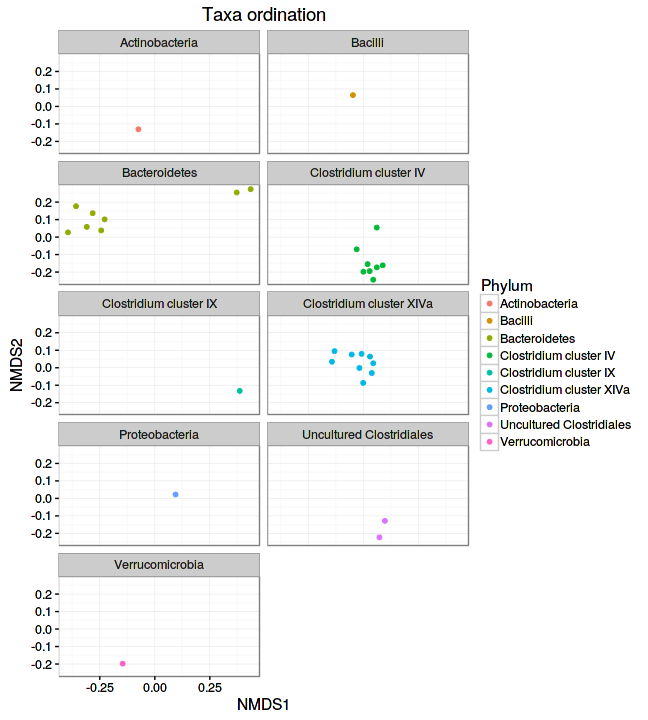 Taxa ordination
Actinobacteria
Bacilli
0.2
0.1
0.0
-0.1
-0.2
Bacteroidetes
Clostridium cluster IV
0.2
0.1
0.0
-0.1
-0.2
Clostridium cluster IX
Clostridium cluster XIVa
0.2
0.1
0.0
-0.1
-0.2
Proteobacteria
Uncultured Clostridiales
0.2
0.1
0.0
-0.1
-0.2
Verrucomicrobia
0.2
0.1
0.0
-0.1
-0.2
-0.25 0.00 0.25
NMDS1
NMDS2
Phylum
Actinobacteria
Bacilli
Bacteroidetes
Clostridium cluster IV
Clostridium cluster IX
Clostridium cluster XIVa
Proteobacteria
Uncultured Clostridiales
Verrucomicrobia